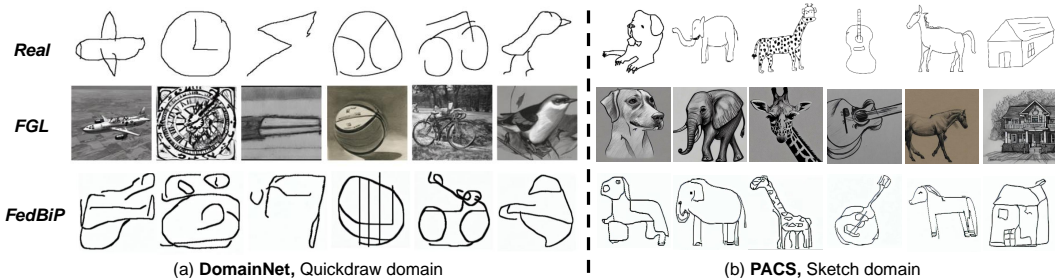 Real
FGL
FedBiP
(a) DomainNet, Quickdraw domain
(b) PACS, Sketch domain